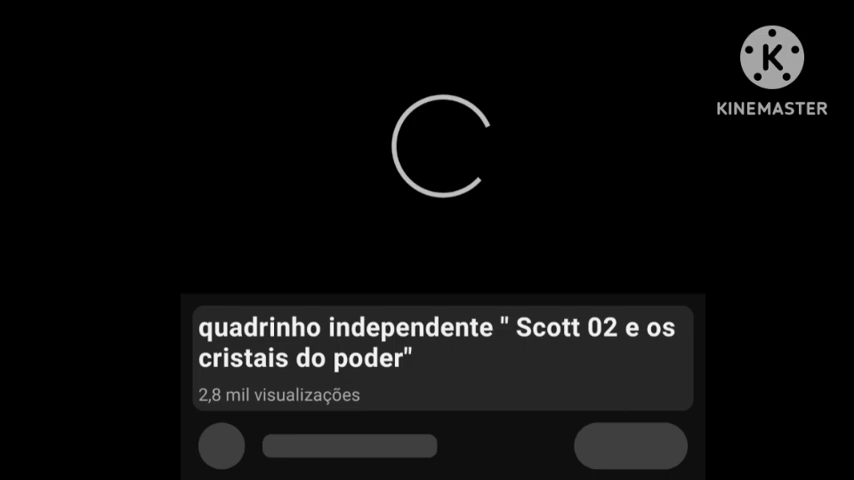 K
KINEMASTER
quadrinho independente " Scott 02 e os
cristais do poder"
2,8 mil visualizações